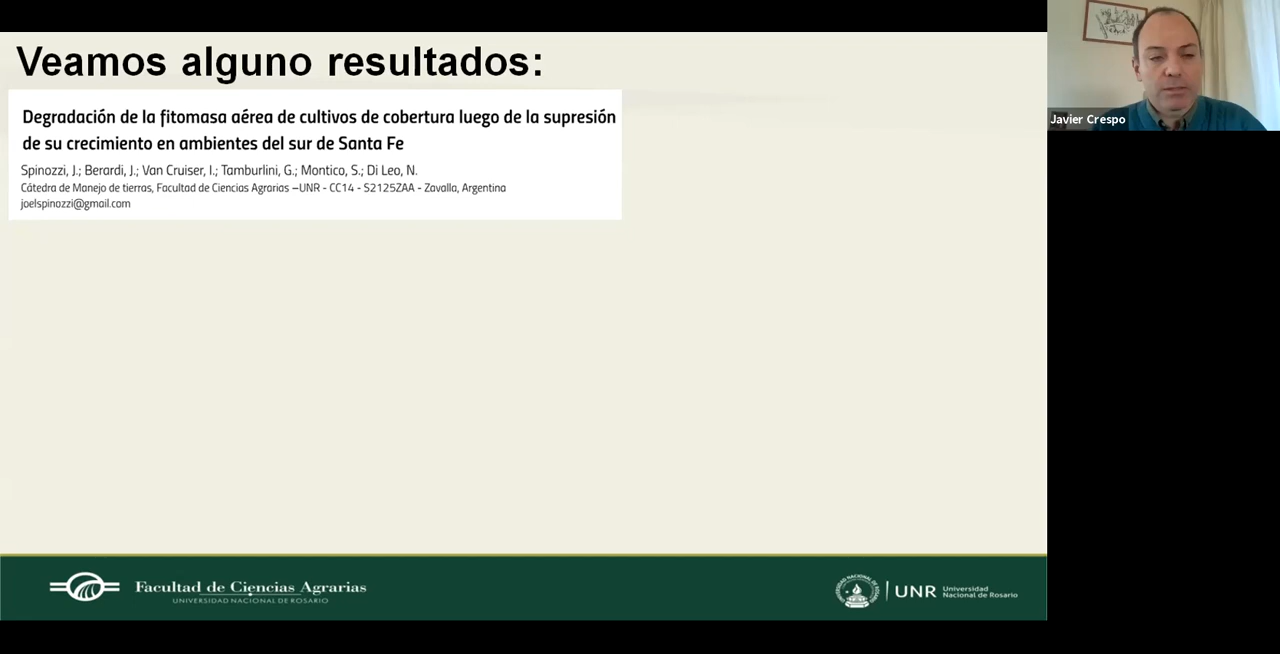 Veamos alguno resultados:
Degradación de la fitomasa aérea de cultivos de cobertura luego de la supresión
de su crecimiento en ambientes del sur de Santa Fe
Spinozzi, J.; Berardi, J.; Van Cruiser, I.; Tamburlini, G.; Montico, S.; Di Leo, N.
Cátedra de Manejo de tierras, Facultad de Ciencias Agrarias –UNR - CC14 - S2125ZAA - Zavalla, Argentina
joelspinozzi@gmail.com
Javier Crespo
Facultad de Ciencias Agrarias
UNIVERSIDAD NACIONAL DE ROSARIO
UNR
Universidad
Nacional de Rosario